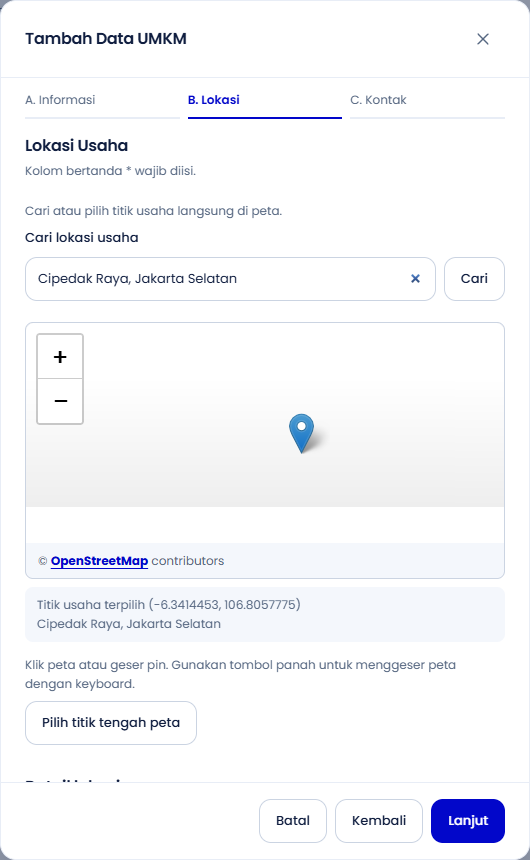 Tambah Data UMKM
A. Informasi
B. Lokasi
C. Kontak
Lokasi Usaha
Kolom bertanda * wajib diisi.
Cari atau pilih titik usaha langsung di peta.
Cari lokasi usaha
Cipedak Raya, Jakarta Selatan
Cari
+
−
© OpenStreetMap contributors
Titik usaha terpilih (-6.3414453, 106.8057775)
Cipedak Raya, Jakarta Selatan
Klik peta atau geser pin. Gunakan tombol panah untuk menggeser peta
dengan keyboard.
Pilih titik tengah peta
Batal
Kembali
Lanjut